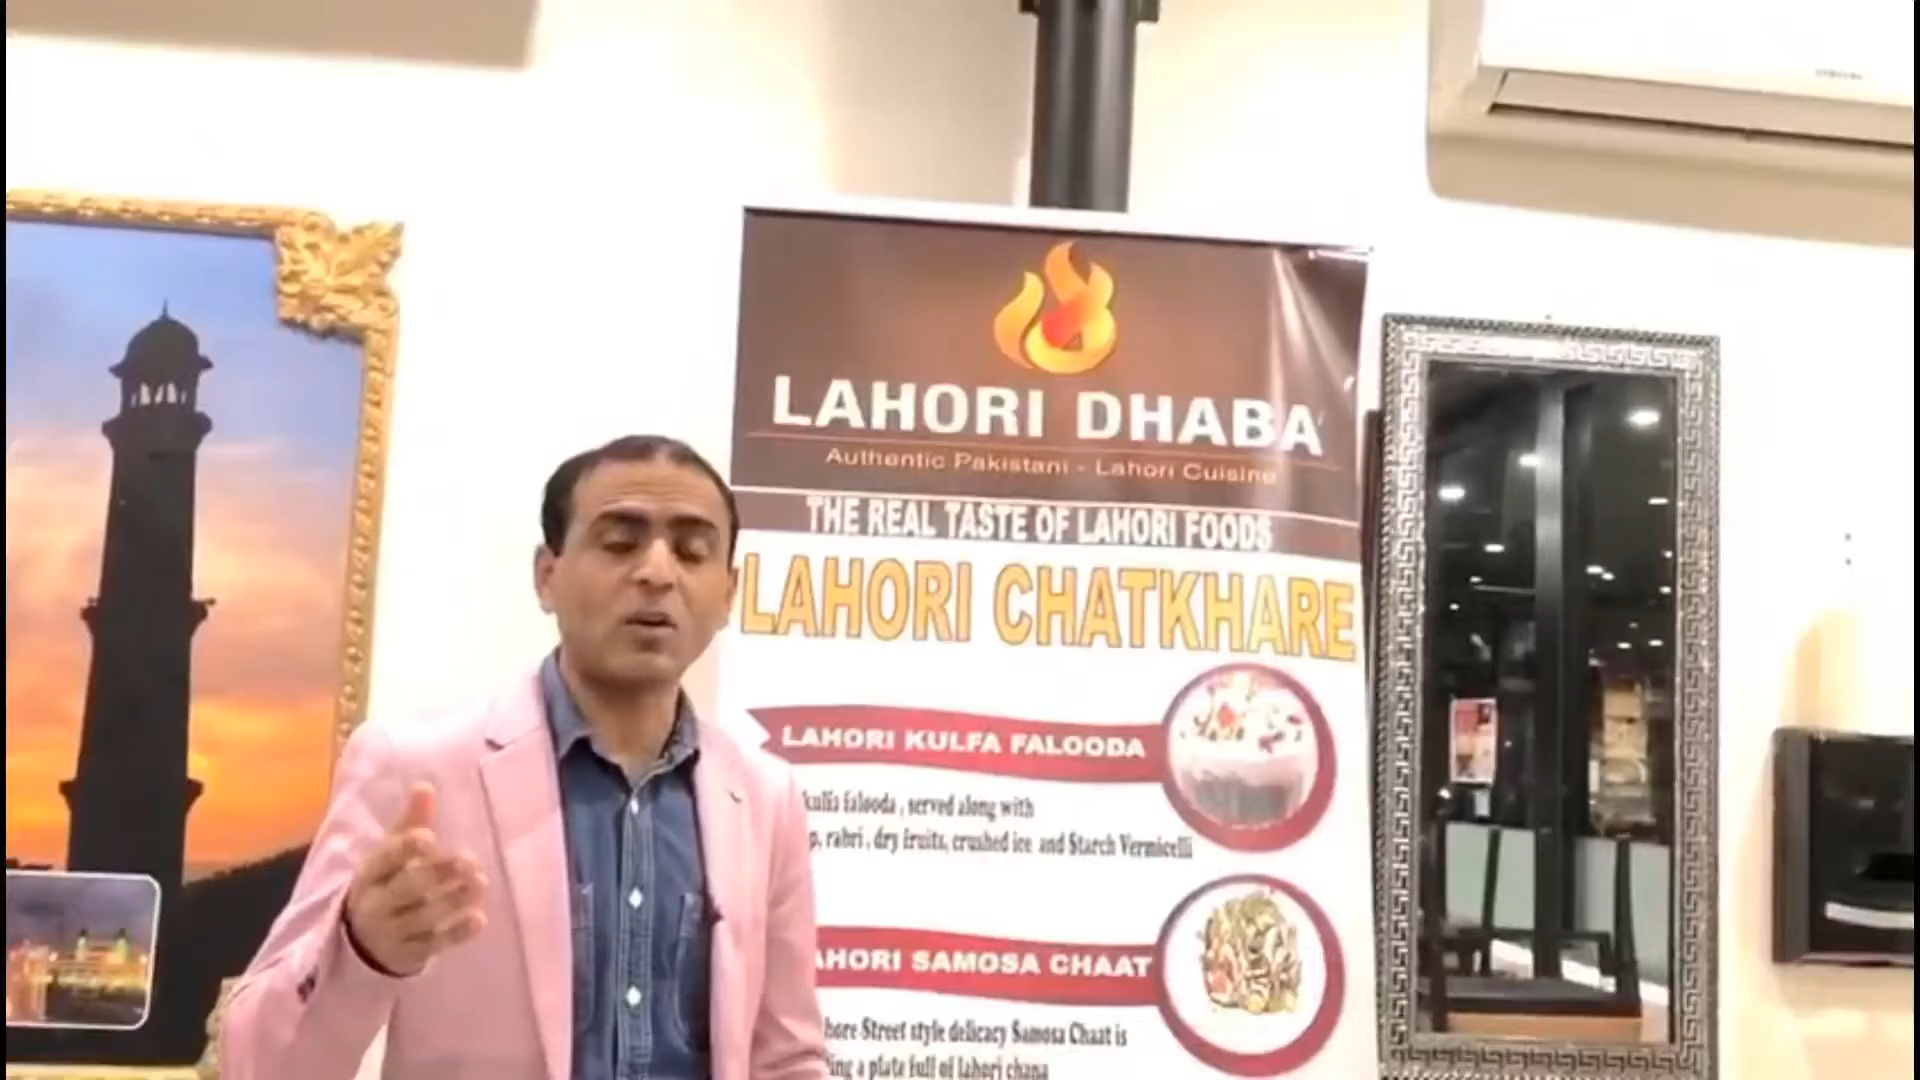 LAHORI DHABA
Authentic Pakistani - Lahori Cuisine
THE REAL TASTE OF LAHORI FOODS
LAHORI CHATKHARE
LAHORI KULFA FALOODA
kulfa falooda , served along with
p, rabri , dry fruits, crushed ice and Starch Vermicelli
AHORI SAMOSA CHAAT
hore Street style delicacy Samosa Chaat is
ing a plate full of lahori chana